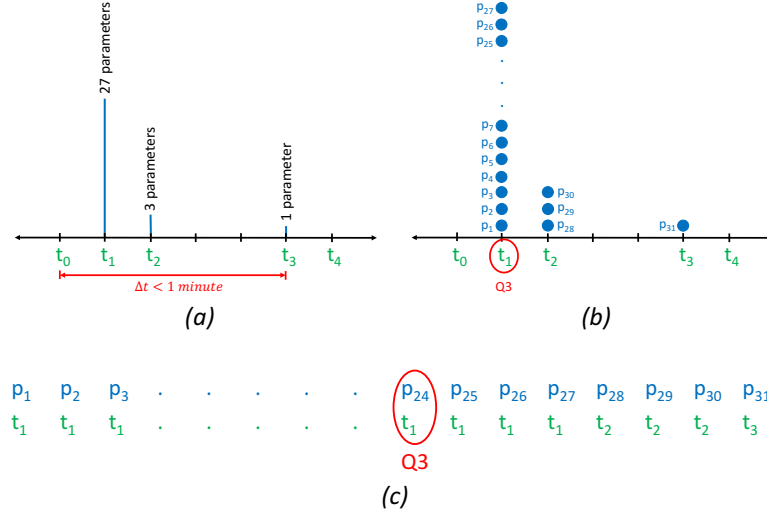 27 parameters
3 parameters
1 parameter
t0 t1 t2 t3 t4
Δt < 1 minute
(a)
p27
p26
p25
.
.
.
p7
p6
p5
p4
p3 p30
p2 p29
p1 p28 p31
t0 t1 t2 t3 t4
Q3
(b)
p1 p2 p3 . . . . . p24 p25 p26 p27 p28 p29 p30 p31
t1 t1 t1 . . . . . t1 t1 t1 t1 t2 t2 t2 t3
Q3
(c)